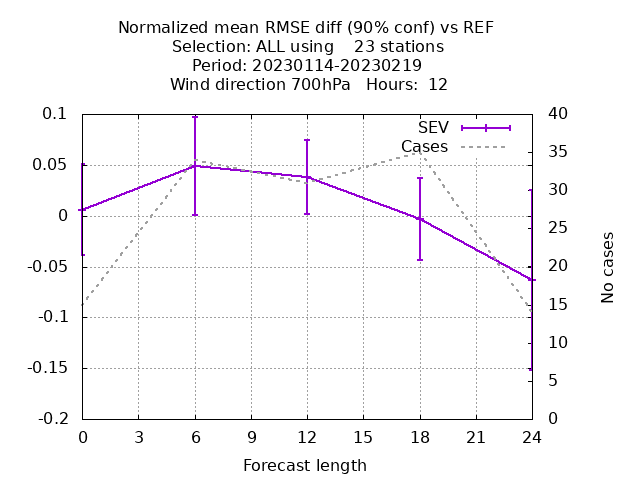 Normalized mean RMSE diff (90% conf) vs REF
Selection: ALL using    23 stations
Period: 20230114-20230219
Wind direction 700hPa   Hours:  12
SEV
Cases
0.1
0.05
0
-0.05
-0.1
-0.15
-0.2
40
35
30
25
20
15
10
5
0
No cases
0 3 6 9 12 15 18 21 24
Forecast length